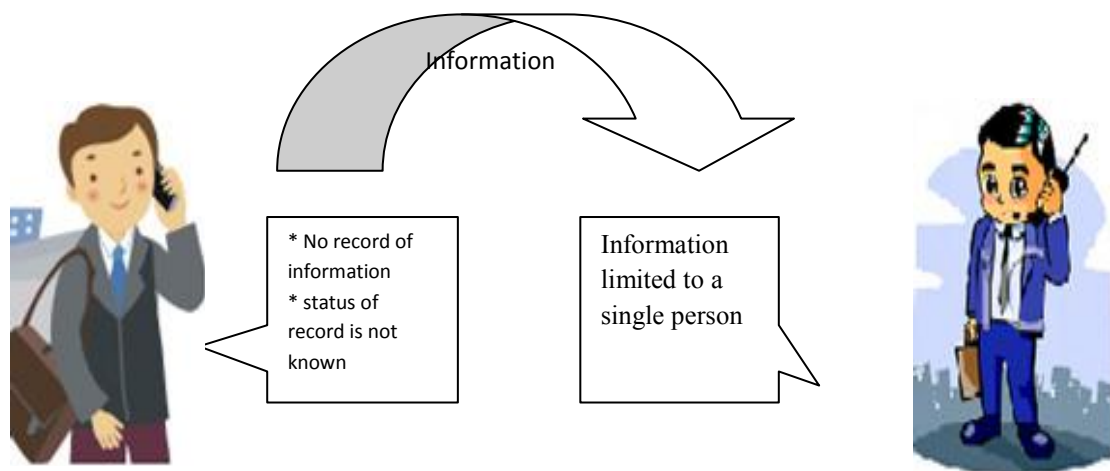 Information
* No record of
information
* status of
record is not
known
Information
limited to a
single person